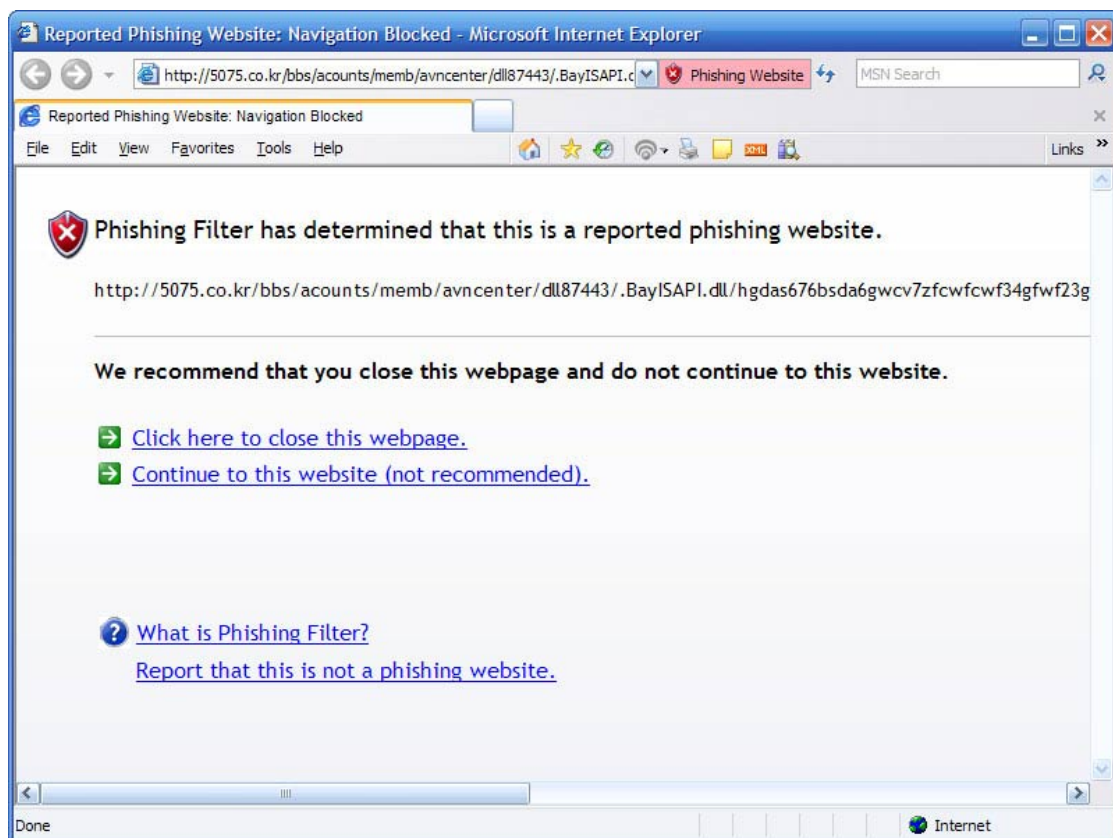 Reported Phishing Website: Navigation Blocked - Microsoft Internet Explorer
http://5075.co.kr/bbs/acounts/memb/avncenter/dll87443/.BayISAPI.c
Phishing Website
MSN Search
Reported Phishing Website: Navigation Blocked
File Edit View Favorites Tools Help
XML
Links »
Phishing Filter has determined that this is a reported phishing website.
http://5075.co.kr/bbs/acounts/memb/avncenter/dll87443/.BayISAPI.dll/hgdas676bsda6gwcv7zfcwfcwf34gfwf23g
We recommend that you close this webpage and do not continue to this website.
Click here to close this webpage.
Continue to this website (not recommended).
What is Phishing Filter?
Report that this is not a phishing website.
Done
Internet